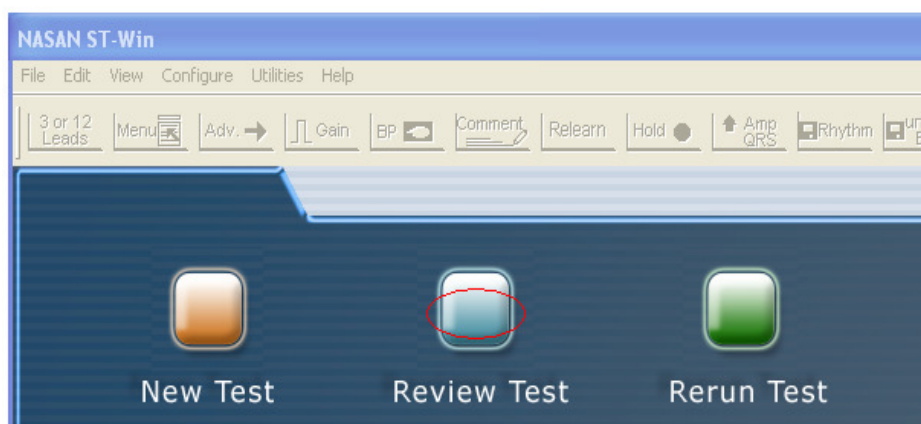 NASAN ST-Win
File Edit View Configure Utilities Help
3 or 12 Leads Menu Adv. Gain BP Comment Relearn Hold Amp QRS Rhythm
New Test Review Test Rerun Test